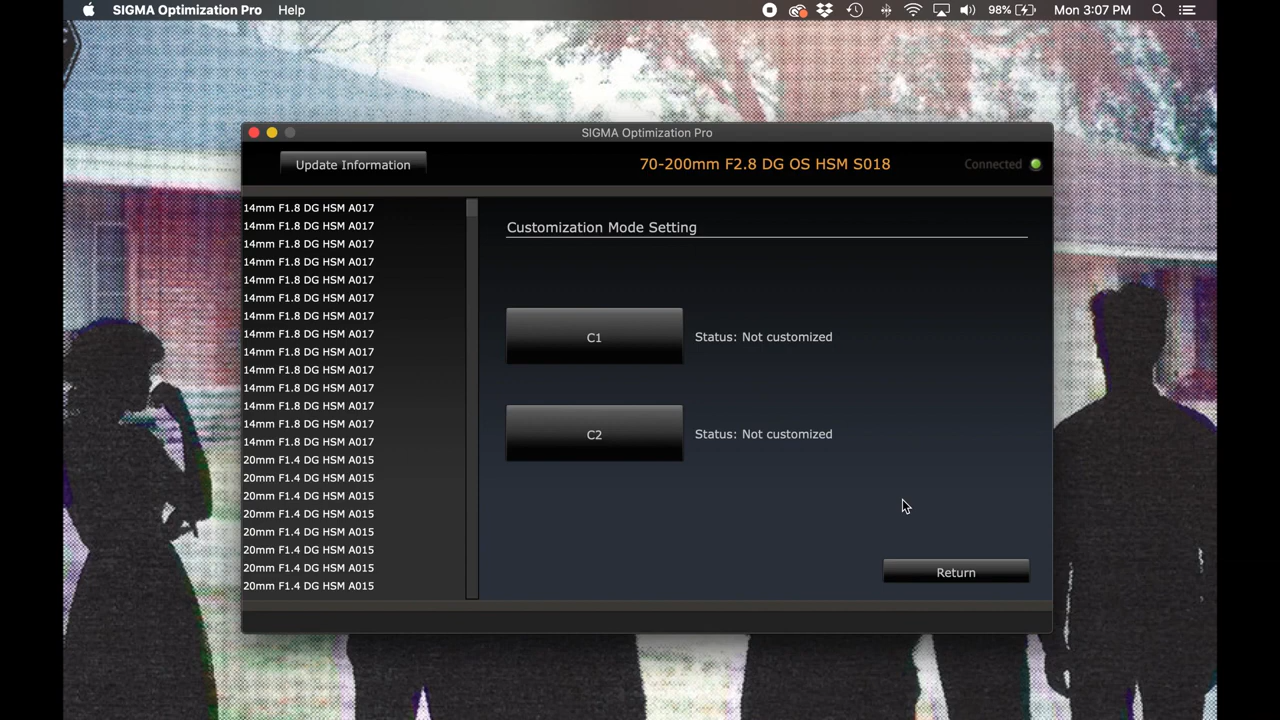 SIGMA Optimization Pro Help 98% Mon 3:07 PM
SIGMA Optimization Pro
Update Information 70-200mm F2.8 DG OS HSM S018 Connected
14mm F1.8 DG HSM A017
14mm F1.8 DG HSM A017
14mm F1.8 DG HSM A017
14mm F1.8 DG HSM A017
14mm F1.8 DG HSM A017
14mm F1.8 DG HSM A017
14mm F1.8 DG HSM A017
14mm F1.8 DG HSM A017
14mm F1.8 DG HSM A017
14mm F1.8 DG HSM A017
14mm F1.8 DG HSM A017
14mm F1.8 DG HSM A017
14mm F1.8 DG HSM A017
14mm F1.8 DG HSM A017
20mm F1.4 DG HSM A015
20mm F1.4 DG HSM A015
20mm F1.4 DG HSM A015
20mm F1.4 DG HSM A015
20mm F1.4 DG HSM A015
20mm F1.4 DG HSM A015
20mm F1.4 DG HSM A015
20mm F1.4 DG HSM A015
Customization Mode Setting
C1 Status: Not customized
C2 Status: Not customized
Return